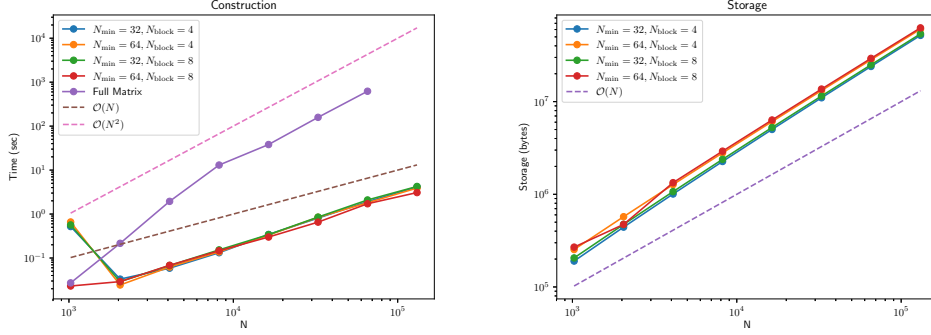 Construction
10^4
10^3
10^2
10^1
10^0
10^{-1}
Time (sec)
N_min = 32, N_block = 4
N_min = 64, N_block = 4
N_min = 32, N_block = 8
N_min = 64, N_block = 8
Full Matrix
O(N)
O(N^2)
10^3
10^4
10^5
N
Storage
10^7
10^6
10^5
Storage (bytes)
N_min = 32, N_block = 4
N_min = 64, N_block = 4
N_min = 32, N_block = 8
N_min = 64, N_block = 8
O(N)
10^3
10^4
10^5
N